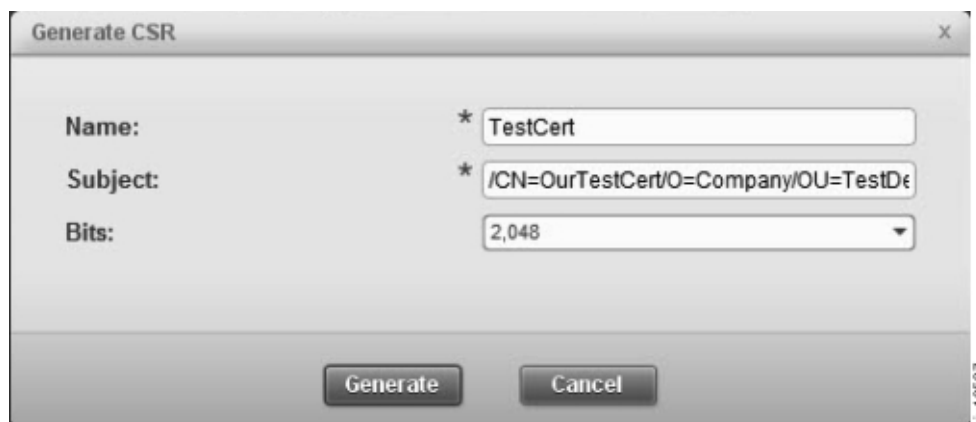 Generate CSR x
Name: * TestCert
Subject: * /CN=OurTestCert/O=Company/OU=TestDe
Bits: 2,048
Generate Cancel